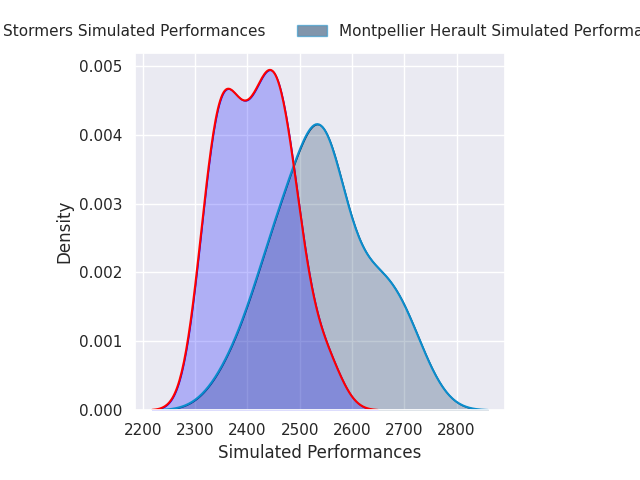 Stormers Simulated Performances
Montpellier Herault Simulated Performa
0.005
0.004
0.003
0.002
0.001
0.000
Density
2200 2300 2400 2500 2600 2700 2800
Simulated Performances